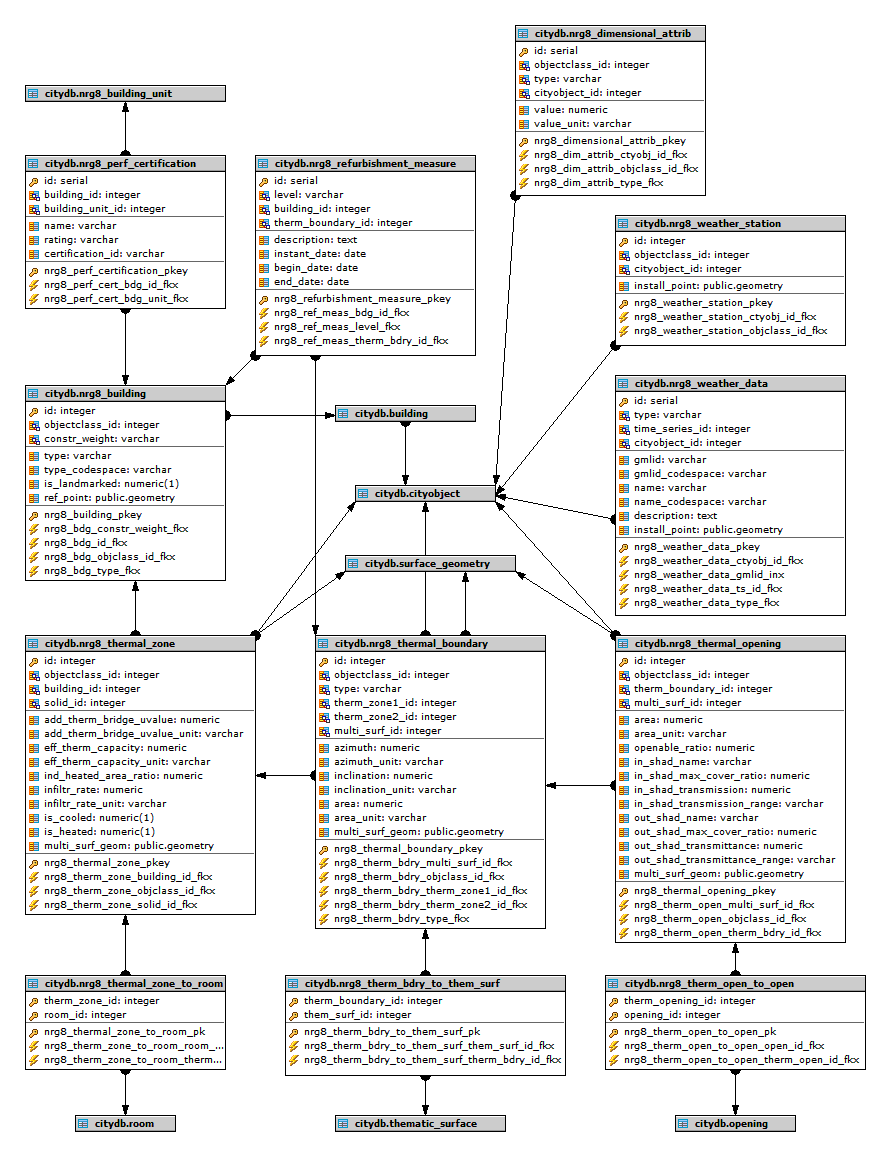 citydb.nrg8_dimensional_attrib
id: serial
objectclass_id: integer
type: varchar
cityobject_id: integer
value: numeric
value_unit: varchar
nrg8_dimensional_attrib_pkey
nrg8_dim_attrib_ctyobj_id_fkx
nrg8_dim_attrib_objclass_id_fkx
nrg8_dim_attrib_type_fkx
citydb.nrg8_building_unit
citydb.nrg8_perf_certification
id: serial
building_id: integer
building_unit_id: integer
name: varchar
rating: varchar
certification_id: varchar
nrg8_perf_certification_pkey
nrg8_perf_cert_bdg_id_fkx
nrg8_perf_cert_bdg_unit_fkx
citydb.nrg8_refurbishment_measure
id: serial
level: varchar
building_id: integer
therm_boundary_id: integer
description: text
instant_date: date
begin_date: date
end_date: date
nrg8_refurbishment_measure_pkey
nrg8_ref_meas_bdg_id_fkx
nrg8_ref_meas_level_fkx
nrg8_ref_meas_therm_bdry_id_fkx
citydb.nrg8_weather_station
id: integer
objectclass_id: integer
cityobject_id: integer
install_point: public.geometry
nrg8_weather_station_pkey
nrg8_weather_station_ctyobj_id_fkx
nrg8_weather_station_objclass_id_fkx
citydb.nrg8_building
id: integer
objectclass_id: integer
constr_weight: varchar
type: varchar
type_codespace: varchar
is_landmarked: numeric(1)
ref_point: public.geometry
nrg8_building_pkey
nrg8_bdg_constr_weight_fkx
nrg8_bdg_id_fkx
nrg8_bdg_objclass_id_fkx
nrg8_bdg_type_fkx
citydb.building
citydb.cityobject
citydb.surface_geometry
citydb.nrg8_weather_data
id: serial
type: varchar
time_series_id: integer
cityobject_id: integer
gmlid: varchar
gmlid_codespace: varchar
name: varchar
name_codespace: varchar
description: text
install_point: public.geometry
nrg8_weather_data_pkey
nrg8_weather_data_ctyobj_id_fkx
nrg8_weather_data_gmlid_inx
nrg8_weather_data_ts_id_fkx
nrg8_weather_data_type_fkx
citydb.nrg8_thermal_zone
id: integer
objectclass_id: integer
building_id: integer
solid_id: integer
add_therm_bridge_uvalue: numeric
add_therm_bridge_uvalue_unit: varchar
eff_therm_capacity: numeric
eff_therm_capacity_unit: varchar
ind_heated_area_ratio: numeric
infiltr_rate: numeric
infiltr_rate_unit: varchar
is_cooled: numeric(1)
is_heated: numeric(1)
multi_surf_geom: public.geometry
nrg8_thermal_zone_pkey
nrg8_therm_zone_building_id_fkx
nrg8_therm_zone_objclass_id_fkx
nrg8_therm_zone_solid_id_fkx
citydb.nrg8_thermal_boundary
id: integer
objectclass_id: integer
type: varchar
therm_zone1_id: integer
therm_zone2_id: integer
multi_surf_id: integer
azimuth: numeric
azimuth_unit: varchar
inclination: numeric
inclination_unit: varchar
area: numeric
area_unit: varchar
multi_surf_geom: public.geometry
nrg8_thermal_boundary_pkey
nrg8_therm_bdry_multi_surf_id_fkx
nrg8_therm_bdry_objclass_id_fkx
nrg8_therm_bdry_therm_zone1_id_fkx
nrg8_therm_bdry_therm_zone2_id_fkx
nrg8_therm_bdry_type_fkx
citydb.nrg8_thermal_opening
id: integer
objectclass_id: integer
therm_boundary_id: integer
multi_surf_id: integer
area: numeric
area_unit: varchar
openable_ratio: numeric
in_shad_name: varchar
in_shad_max_cover_ratio: numeric
in_shad_transmission: numeric
in_shad_transmission_range: varchar
out_shad_name: varchar
out_shad_max_cover_ratio: numeric
out_shad_transmittance: numeric
out_shad_transmittance_range: varchar
multi_surf_geom: public.geometry
nrg8_thermal_opening_pkey
nrg8_therm_open_multi_surf_id_fkx
nrg8_therm_open_objclass_id_fkx
nrg8_therm_open_therm_bdry_id_fkx
citydb.nrg8_thermal_zone_to_room
therm_zone_id: integer
room_id: integer
nrg8_thermal_zone_to_room_pk
nrg8_therm_zone_to_room_room_...
nrg8_therm_zone_to_room_therm...
citydb.nrg8_therm_bdry_to_them_surf
therm_boundary_id: integer
them_surf_id: integer
nrg8_therm_bdry_to_them_surf_pk
nrg8_therm_bdry_to_them_surf_them_surf_id_fkx
nrg8_therm_bdry_to_them_surf_therm_bdry_id_fkx
citydb.nrg8_therm_open_to_open
therm_opening_id: integer
opening_id: integer
nrg8_therm_open_to_open_pk
nrg8_therm_open_to_open_open_id_fkx
nrg8_therm_open_to_open_therm_open_id_fkx
citydb.room
citydb.thematic_surface
citydb.opening